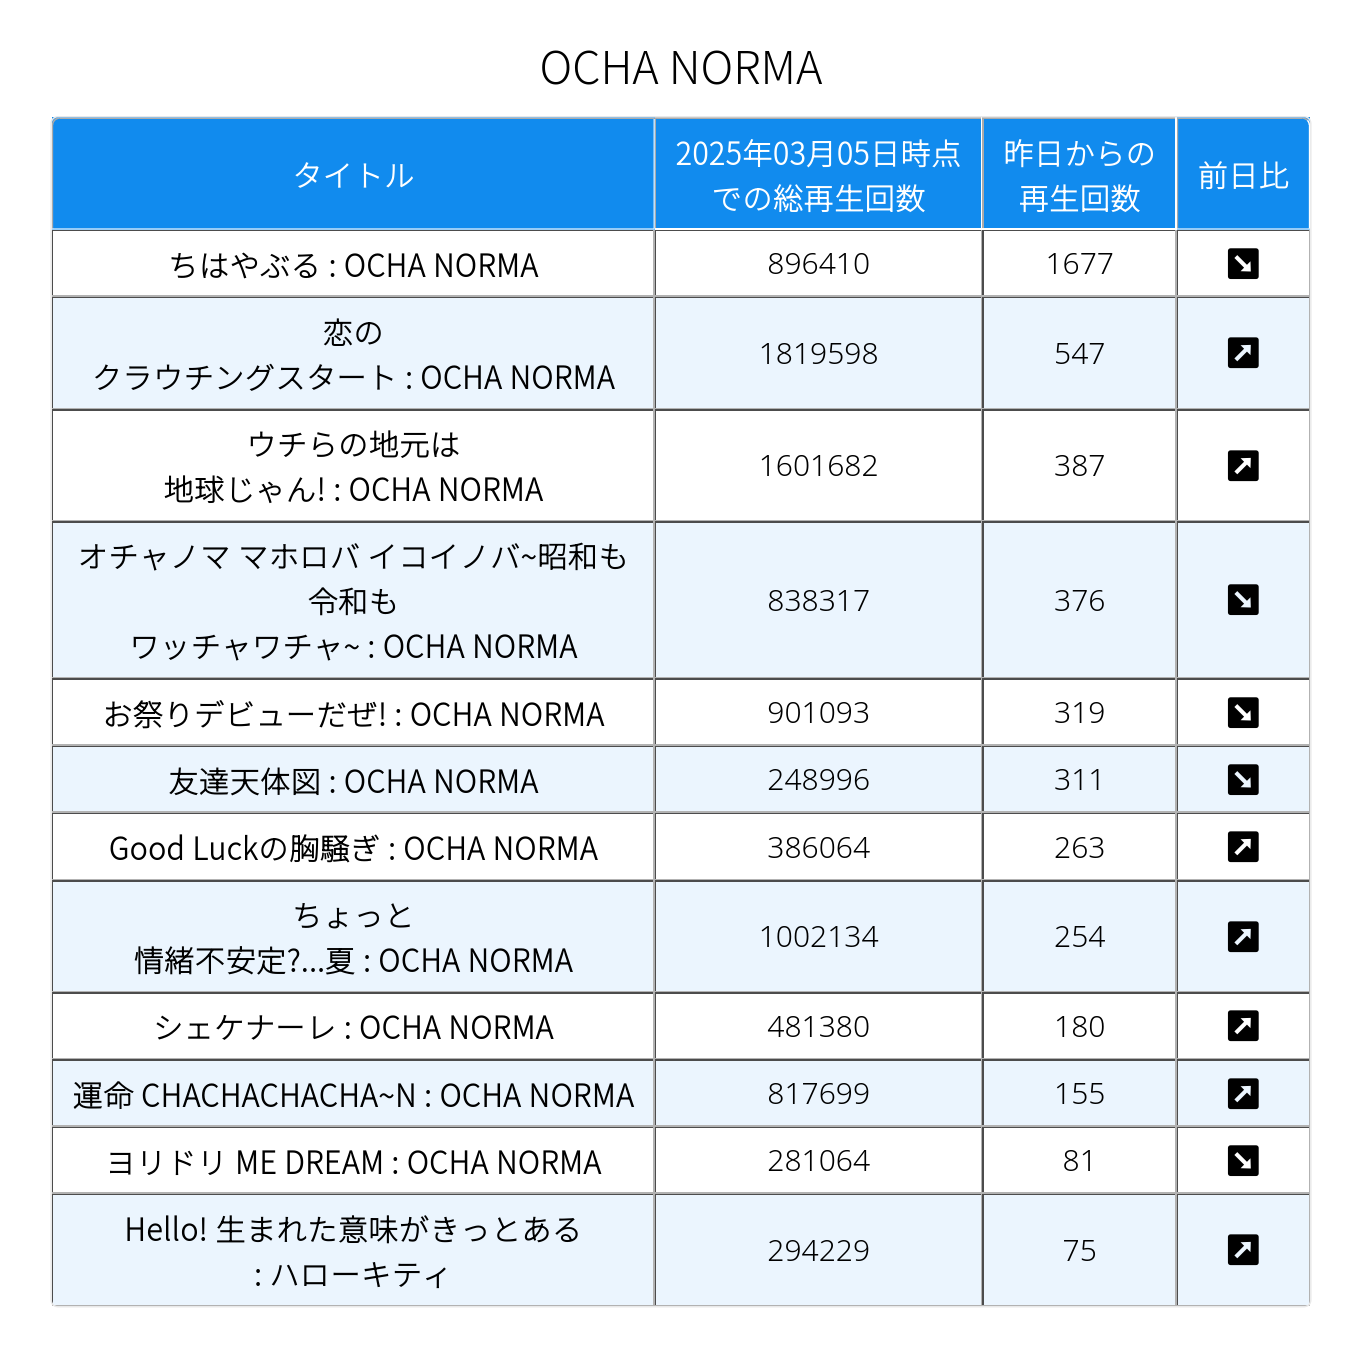 OCHA NORMA
タイトル
2025年03月05日時点
での総再生回数
昨日からの
再生回数
前日比
ちはやぶる : OCHA NORMA
896410
1677
恋の
クラウチングスタート : OCHA NORMA
1819598
547
ウチらの地元は
地球じゃん! : OCHA NORMA
1601682
387
オチャノマ マホロバ イコイノバ~昭和も
令和も
ワッチャワチャ~ : OCHA NORMA
838317
376
お祭りデビューだぜ! : OCHA NORMA
901093
319
友達天体図 : OCHA NORMA
248996
311
Good Luckの胸騒ぎ : OCHA NORMA
386064
263
ちょっと
情緒不安定?...夏 : OCHA NORMA
1002134
254
シェケナーレ : OCHA NORMA
481380
180
運命 CHACHACHACHA~N : OCHA NORMA
817699
155
ヨリドリ ME DREAM : OCHA NORMA
281064
81
Hello! 生まれた意味がきっとある
: ハローキティ
294229
75